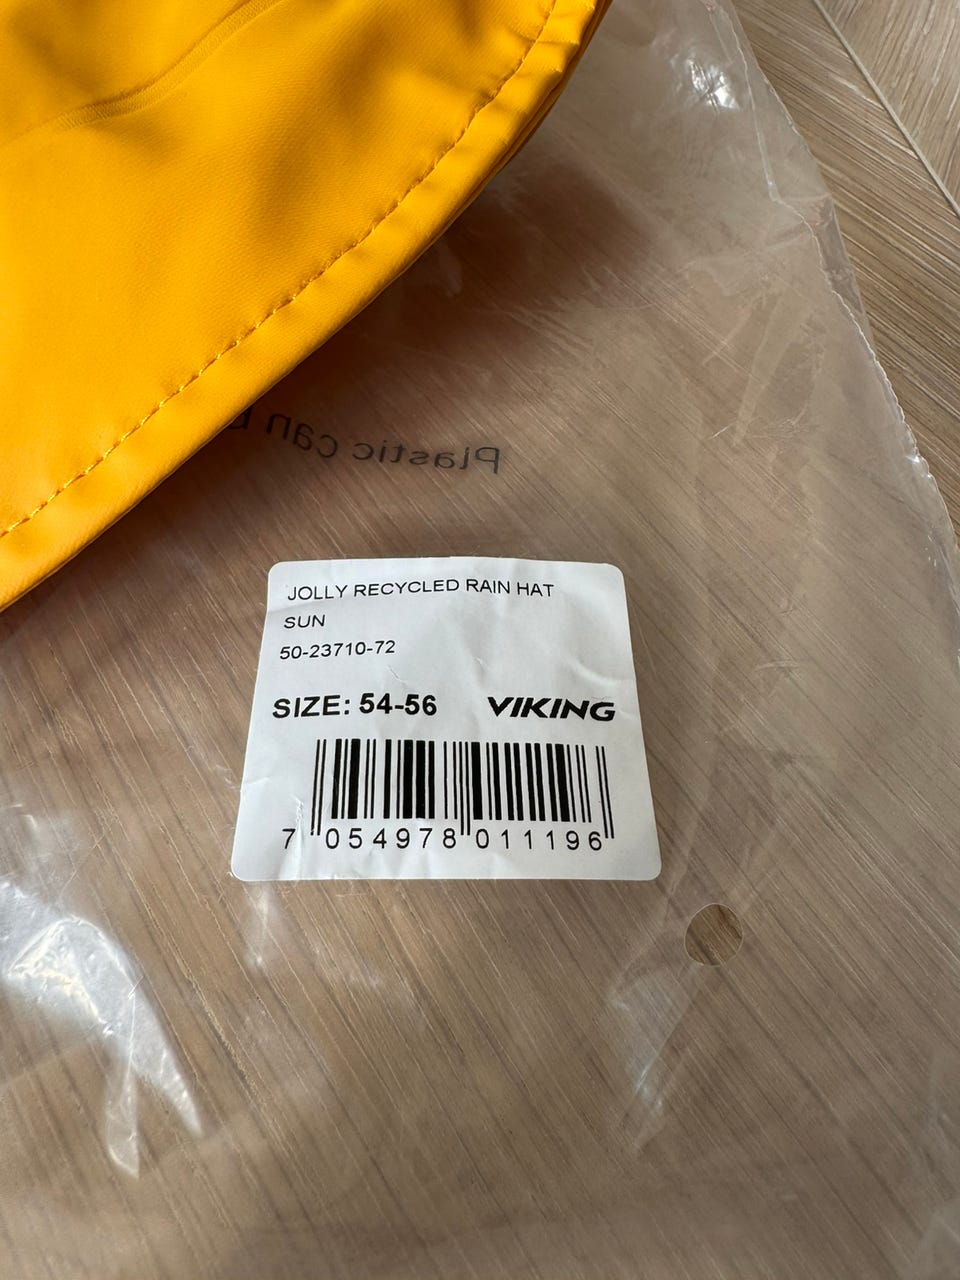 Plastic can
JOLLY RECYCLED RAIN HAT
SUN
50-23710-72
SIZE: 54-56 VIKING
7 054978 011196